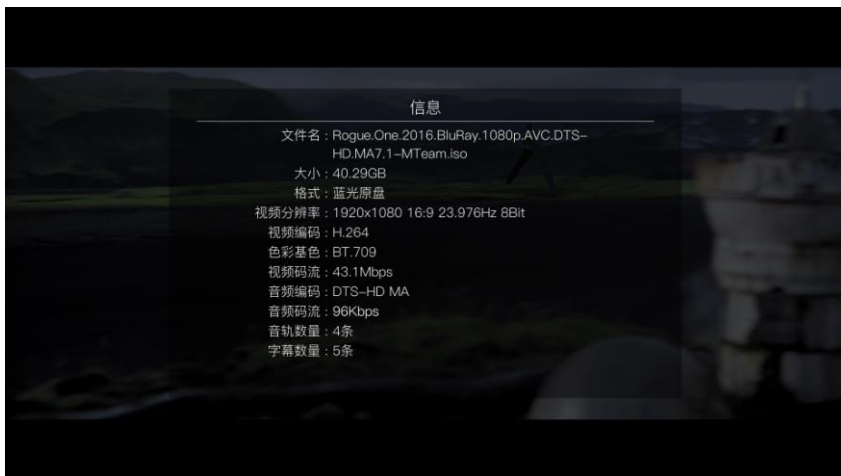 信息
文件名 : Rogue.One.2016.BluRay.1080p.AVC.DTS-
HD.MA7.1-MTeam.iso
大小 : 40.29GB
格式 : 蓝光原盘
视频分辨率 : 1920x1080 16:9 23.976Hz 8Bit
视频编码 : H.264
色彩基色 : BT.709
视频码流 : 43.1Mbps
音频编码 : DTS-HD MA
音频码流 : 96Kbps
音轨数量 : 4条
字幕数量 : 5条